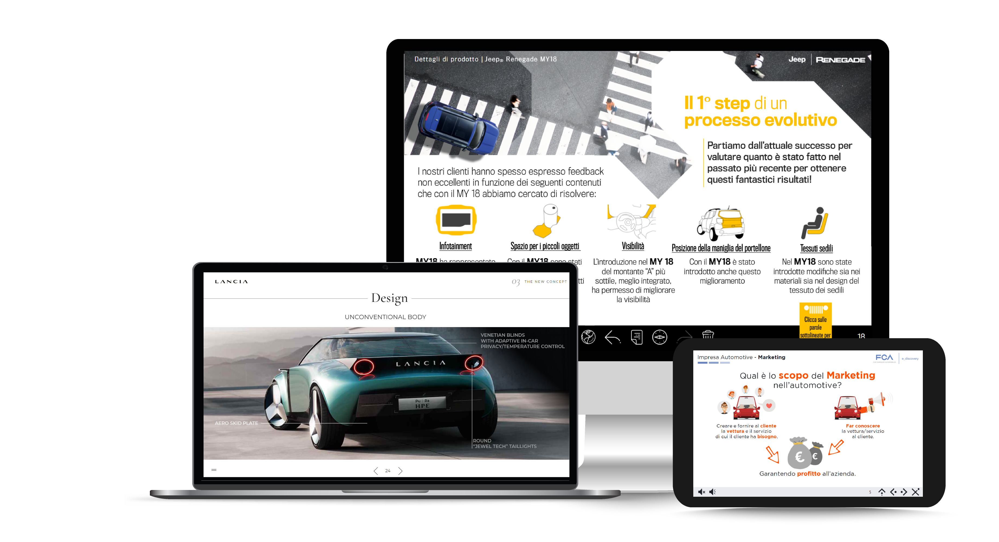 Dettagli di prodotto | Jeep® Renegade MY18
Jeep | RENEGADE
Il 1° step di un
processo evolutivo
Partiamo dall'attuale successo per
valutare quanto è stato fatto nel
passato più recente per ottenere
questi fantastici risultati!
I nostri clienti hanno spesso espresso feedback
non eccellenti in funzione dei seguenti contenuti
che con il MY 18 abbiamo cercato di risolvere:
Infotainment
MY18 ha rappresentato
Spazio per i piccoli oggetti
Con il MY18 sono stati
tti
Visibilità
L'introduzione nel MY 18
del montante “A” più
sottile, meglio integrato,
ha permesso di migliorare
la visibilità
Posizione della maniglia del portellone
Con il MY18 è stato
introdotto anche questo
miglioramento
Tessuti sedili
Nel MY18 sono state
introdotte modifiche sia nei
materiali sia nel design del
tessuto dei sedili
Clicca sulle
parole
sottolineate per
18
LANCIA
03 THE NEW CONCEPT
Design
UNCONVENTIONAL BODY
VENETIAN BLINDS
WITH ADAPTIVE IN-CAR
PRIVACY/TEMPERATURE CONTROL
LANCIA
Pu+Ra
HPE
AERO SKID PLATE
ROUND
“JEWEL TECH” TAILLIGHTS
24
Impresa Automotive - Marketing
FCA
FIAT CHRYSLER AUTOMOBILES
e_discovery
Qual è lo scopo del Marketing
nell'automotive?
Creare e fornire al cliente
la vettura e il servizio
di cui il cliente ha bisogno.
Far conoscere
la vettura/servizio
al cliente.
€ €
Garantendo profitto all'azienda.
5